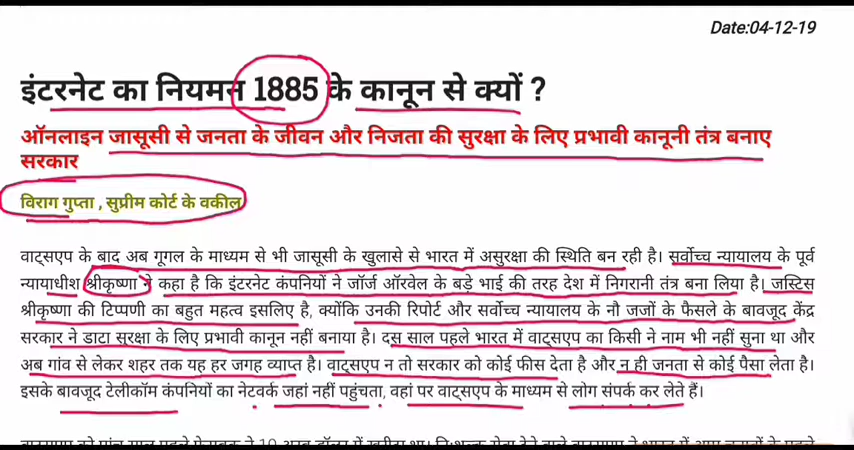 Date:04-12-19
इंटरनेट का नियमन 1885 के कानून से क्यों ?
ऑनलाइन जासूसी से जनता के जीवन और निजता की सुरक्षा के लिए प्रभावी कानूनी तंत्र बनाए
सरकार
विराग गुप्ता , सुप्रीम कोर्ट के वकील
वाट्सएप के बाद अब गूगल के माध्यम से भी जासूसी के खुलासे से भारत में असुरक्षा की स्थिति बन रही है। सर्वोच्च न्यायालय के पूर्व
न्यायाधीश श्रीकृष्णा ने कहा है कि इंटरनेट कंपनियों ने जॉर्ज ऑरवेल के बड़े भाई की तरह देश में निगरानी तंत्र बना लिया है। जस्टिस
श्रीकृष्णा की टिप्पणी का बहुत महत्व इसलिए है, क्योंकि उनकी रिपोर्ट और सर्वोच्च न्यायालय के नौ जजों के फैसले के बावजूद केंद्र
सरकार ने डाटा सुरक्षा के लिए प्रभावी कानून नहीं बनाया है। दस साल पहले भारत में वाट्सएप का किसी ने नाम भी नहीं सुना था और
अब गांव से लेकर शहर तक यह हर जगह व्याप्त है। वाट्सएप न तो सरकार को कोई फीस देता है और न ही जनता से कोई पैसा लेता है।
इसके बावजूद टेलीकॉम कंपनियों का नेटवर्क जहां नहीं पहुंचता, वहां पर वाट्सएप के माध्यम से लोग संपर्क कर लेते हैं।